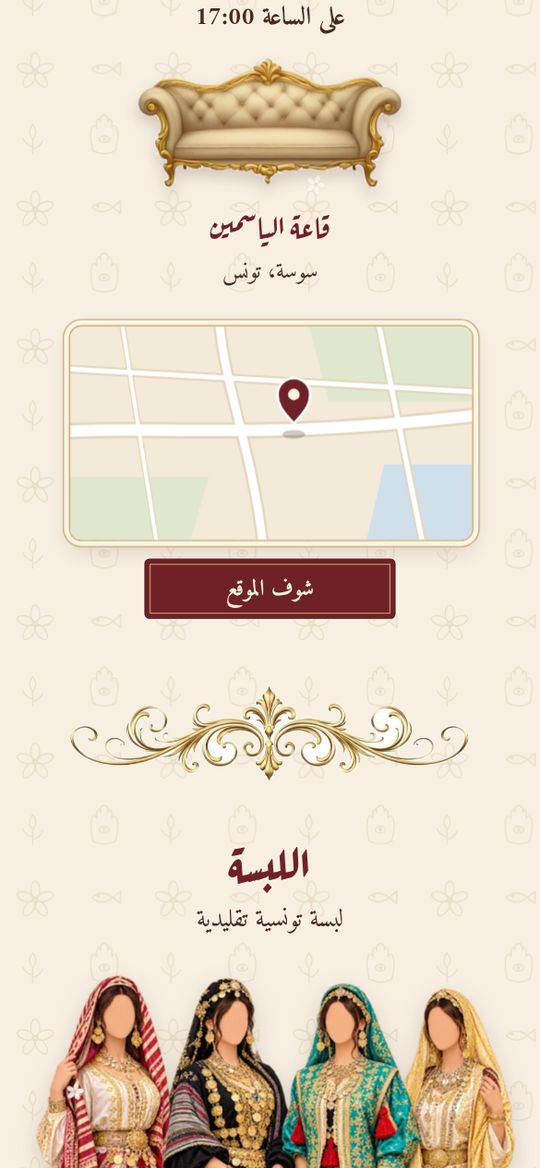 على الساعة 17:00
قاعة الياسمين
سوسة، تونس
شوف الموقع
اللبسة
لبسة تونسية تقليدية